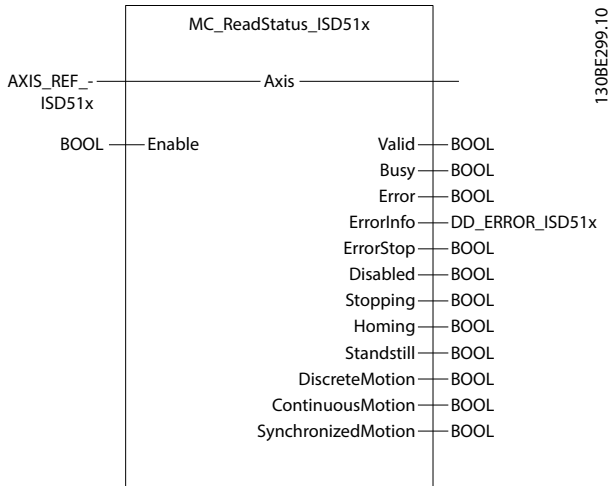 MC_ReadStatus_ISD51x
AXIS_REF_-
ISD51x
Axis
BOOL Enable
Valid BOOL
Busy BOOL
Error BOOL
ErrorInfo DD_ERROR_ISD51x
ErrorStop BOOL
Disabled BOOL
Stopping BOOL
Homing BOOL
Standstill BOOL
DiscreteMotion BOOL
ContinuousMotion BOOL
SynchronizedMotion BOOL
130BE299.10